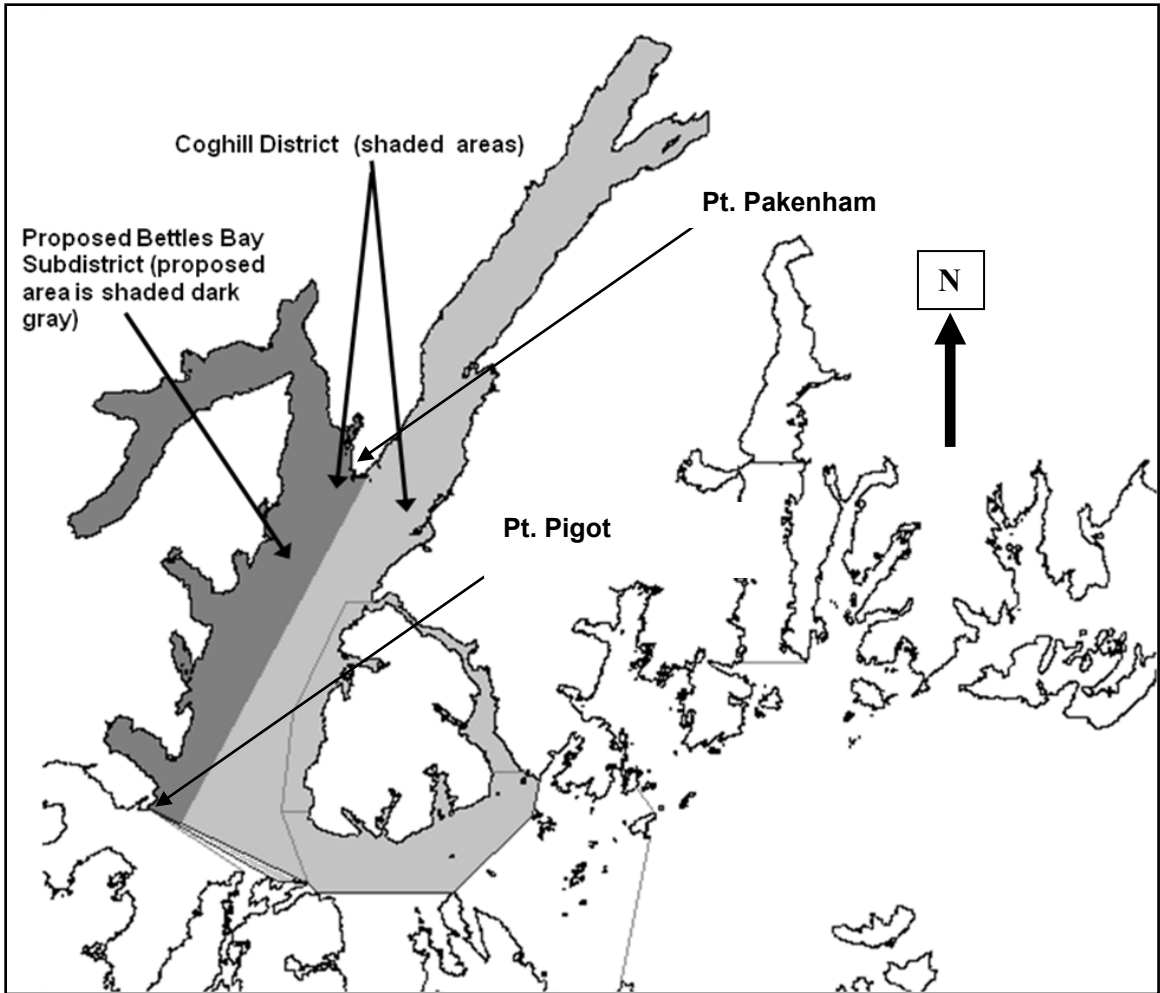 Coghill District (shaded areas)
Pt. Pakenham
Proposed Bettles Bay
Subdistrict (proposed
area is shaded dark
gray)
N
Pt. Pigot